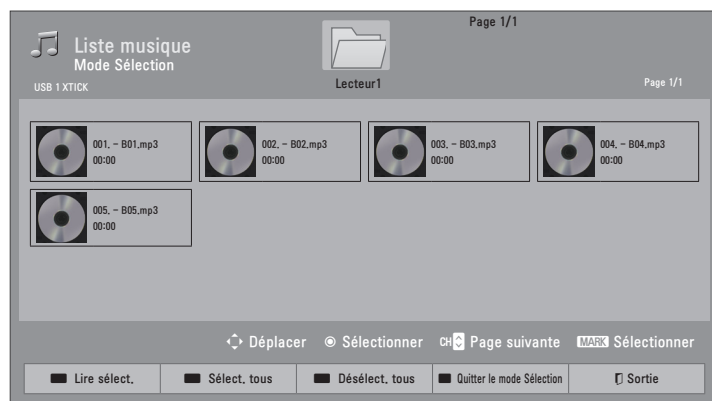 Page 1/1
Liste musique
Mode Sélection
USB 1 XTICK
Lecteur1
Page 1/1
001. - B01.mp3
00:00
002. - B02.mp3
00:00
003. - B03.mp3
00:00
004. - B04.mp3
00:00
005. - B05.mp3
00:00
Déplacer Sélectionner CH Page suivante MARK Sélectionner
Lire sélect. Sélect. tous Désélect. tous Quitter le mode Sélection Sortie